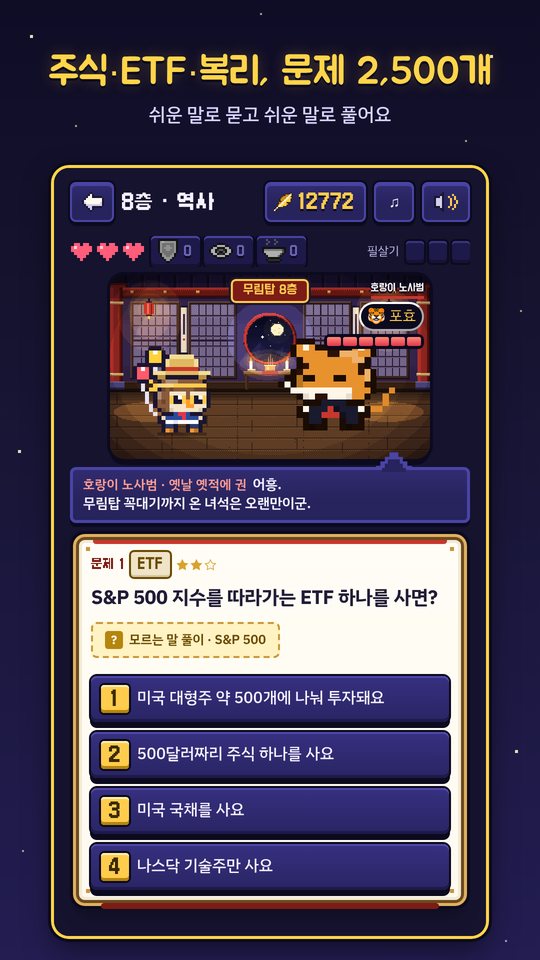 주식·ETF·복리, 문제 2,500개
쉬운 말로 묻고 쉬운 말로 풀어요
8층 · 역사
12772
♫
0
0
0
필살기
무림탑 8층
호랑이 노사범
포효
호랑이 노사범 · 옛날 옛적에 권 어흥.
무림탑 꼭대기까지 온 녀석은 오랜만이군.
문제 1 ETF ★★☆
S&P 500 지수를 따라가는 ETF 하나를 사면?
? 모르는 말 풀이 · S&P 500
1 미국 대형주 약 500개에 나눠 투자돼요
2 500달러짜리 주식 하나를 사요
3 미국 국채를 사요
4 나스닥 기술주만 사요